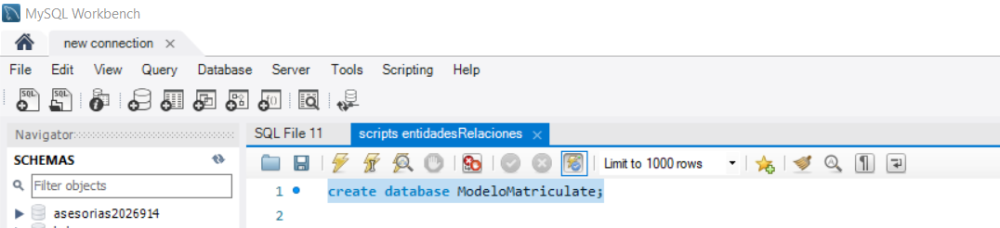 MySQL Workbench
new connection ×
File Edit View Query Database Server Tools Scripting Help
SQL SQL
Navigator
SQL File 11 scripts entidadesRelaciones ×
SCHEMAS
Limit to 1000 rows
Filter objects
1 create database ModeloMatriculate;
asesorias2026914
2